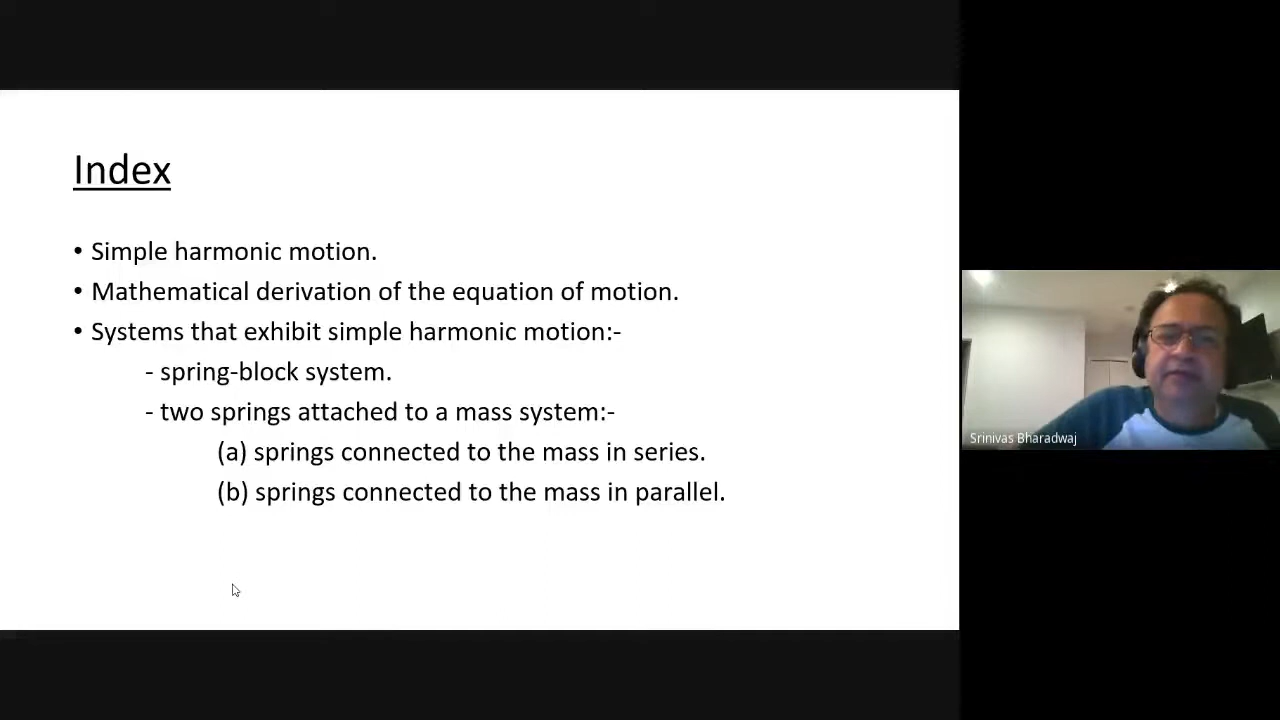 Index
• Simple harmonic motion.
• Mathematical derivation of the equation of motion.
• Systems that exhibit simple harmonic motion:-
- spring-block system.
- two springs attached to a mass system:-
(a) springs connected to the mass in series.
(b) springs connected to the mass in parallel.
Srinivas Bharadwaj